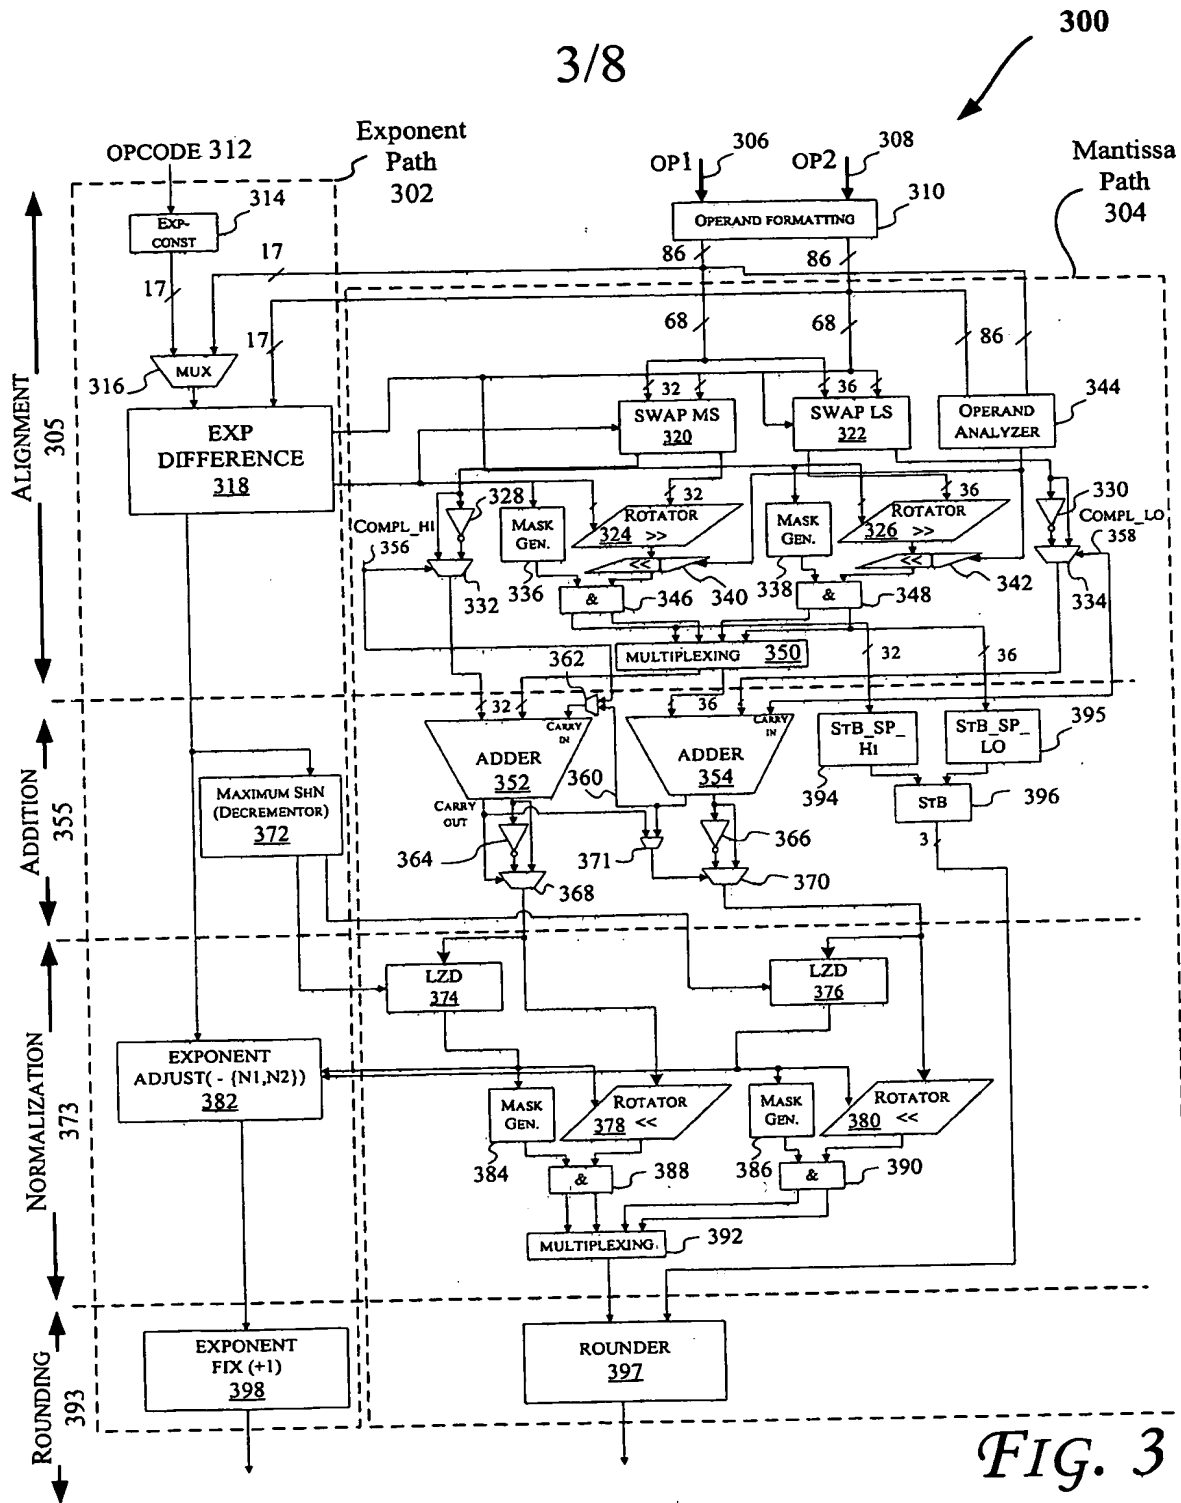 300
3/8
OPCODE 312
Exponent
Path
302
306
308
OP1
OP2
Mantissa
Path
304
314
EXP-
CONST
310
OPERAND FORMATTING
17
17
86
86
68
68
17
86
316
MUX
32
36
344
ALIGNMENT
305
EXP
DIFFERENCE
318
SWAP MS
320
SWAP LS
322
OPERAND
ANALYZER
328
32
36
330
COMPL_HI
356
MASK
GEN.
ROTATOR
324 >>
MASK
GEN.
ROTATOR
326 >>
COMPL_LO
358
<<
<<
332
336
340
338
342
334
&
346
&
348
362
MULTIPLEXING 350
32
36
32
36
CARRY
IN
CARRY
IN
ADDER
352
ADDER
354
STB_SP_
HI
STB_SP_
LO
395
360
394
ADDITION
355
MAXIMUM SHN
(DECREMENTOR)
372
CARRY
OUT
STB
396
364
371
366
3
368
370
NORMALIZATION
373
LZD
374
LZD
376
EXPONENT
ADJUST( - {N1,N2})
382
MASK
GEN.
ROTATOR
378 <<
MASK
GEN.
ROTATOR
380 <<
384
386
&
388
&
390
MULTIPLEXING
392
ROUNDING
393
EXPONENT
FIX (+1)
398
ROUNDER
397
FIG. 3